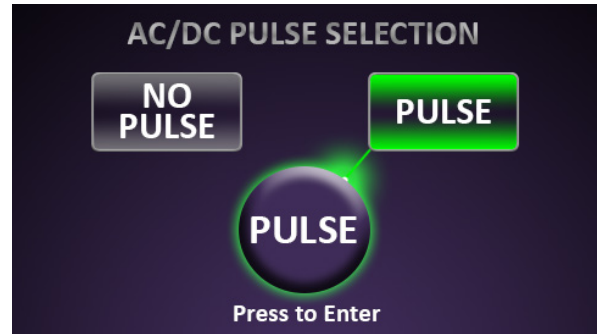 AC/DC PULSE SELECTION
NO
PULSE
PULSE
PULSE
Press to Enter